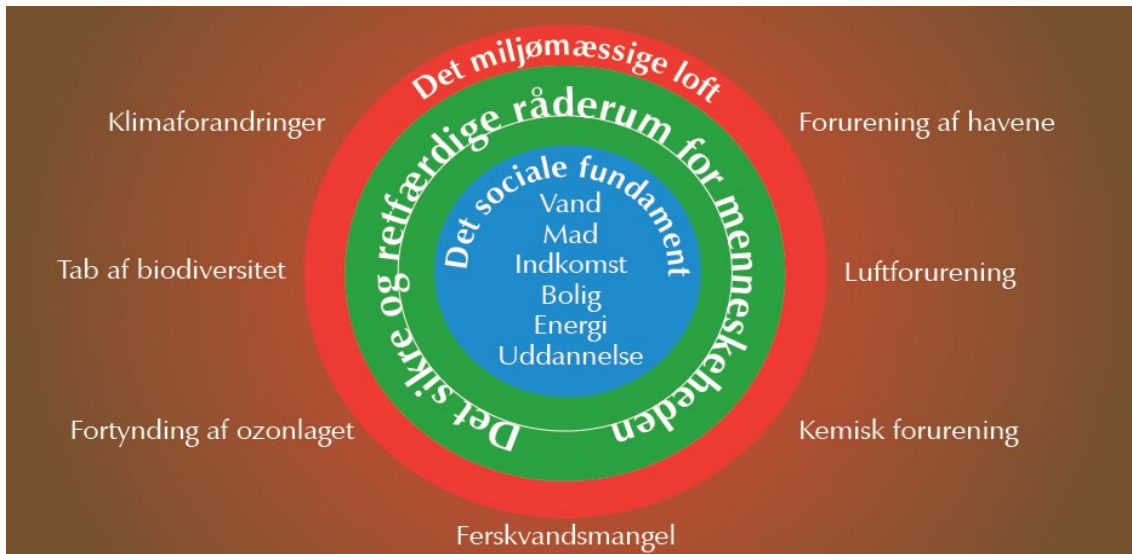 Det miljømæssige loft
Det sikre og retfærdige råderum for menneskeheden
Det sociale fundament
Vand
Mad
Indkomst
Bolig
Energi
Uddannelse
Klimaforandringer
Tab af biodiversitet
Fortynding af ozonlaget
Ferskvandsmangel
Forurening af havene
Luftforurening
Kemisk forurening